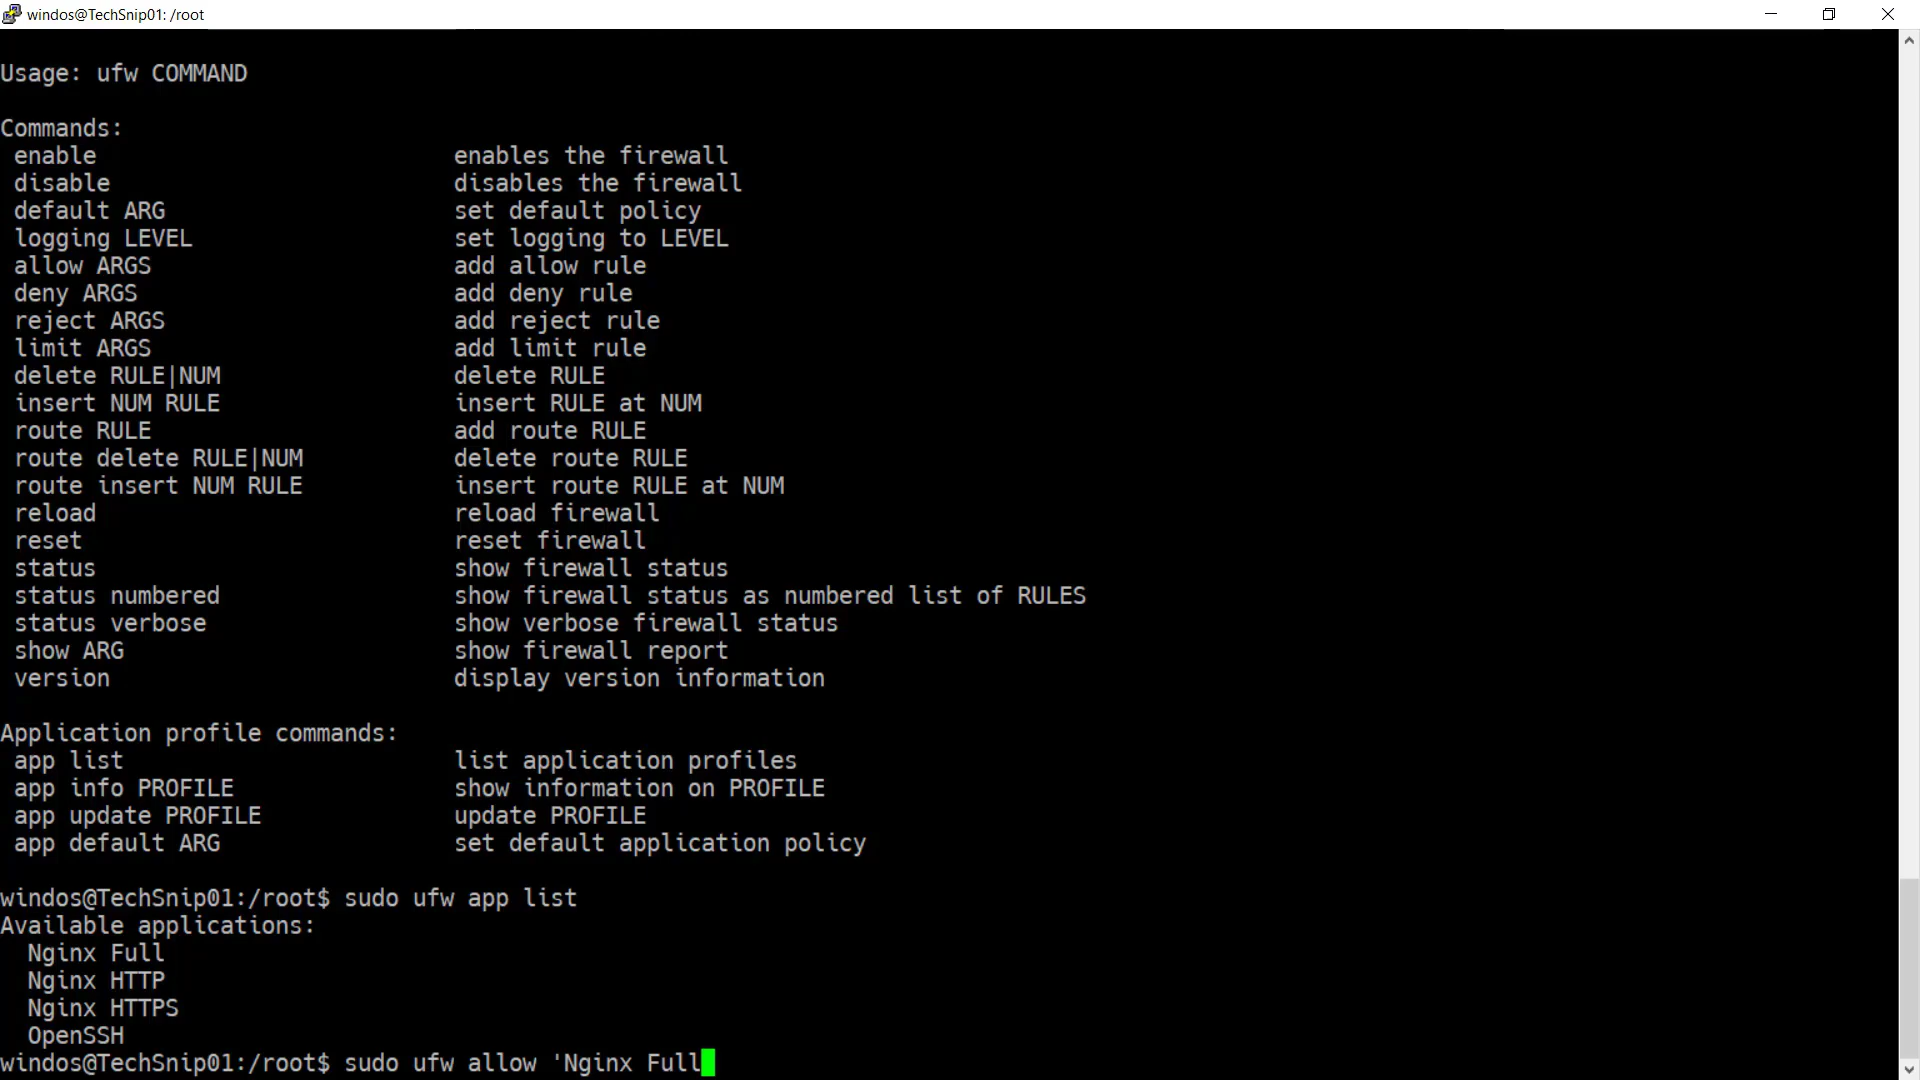 windos@TechSnip01: /root
Usage: ufw COMMAND
Commands:
enable enables the firewall
disable disables the firewall
default ARG set default policy
logging LEVEL set logging to LEVEL
allow ARGS add allow rule
deny ARGS add deny rule
reject ARGS add reject rule
limit ARGS add limit rule
delete RULE|NUM delete RULE
insert NUM RULE insert RULE at NUM
route RULE add route RULE
route delete RULE|NUM delete route RULE
route insert NUM RULE insert route RULE at NUM
reload reload firewall
reset reset firewall
status show firewall status
status numbered show firewall status as numbered list of RULES
status verbose show verbose firewall status
show ARG show firewall report
version display version information
Application profile commands:
app list list application profiles
app info PROFILE show information on PROFILE
app update PROFILE update PROFILE
app default ARG set default application policy
windos@TechSnip01:/root$ sudo ufw app list
Available applications:
Nginx Full
Nginx HTTP
Nginx HTTPS
OpenSSH
windos@TechSnip01:/root$ sudo ufw allow 'Nginx Full